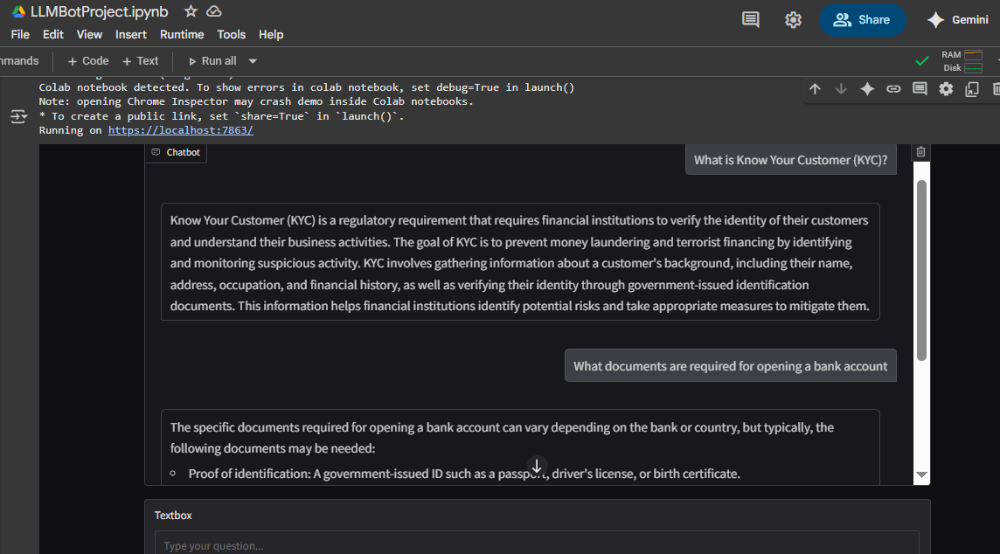 LLMBotProject.ipynb
File Edit View Insert Runtime Tools Help
Share
Gemini
mmands + Code + Text Run all
RAM
Disk
Colab notebook detected. To show errors in colab notebook, set debug=True in launch()
Note: opening Chrome Inspector may crash demo inside Colab notebooks.
* To create a public link, set `share=True` in `launch()`.
Running on https://localhost:7863/
Chatbot
What is Know Your Customer (KYC)?
Know Your Customer (KYC) is a regulatory requirement that requires financial institutions to verify the identity of their customers
and understand their business activities. The goal of KYC is to prevent money laundering and terrorist financing by identifying
and monitoring suspicious activity. KYC involves gathering information about a customer's background, including their name,
address, occupation, and financial history, as well as verifying their identity through government-issued identification
documents. This information helps financial institutions identify potential risks and take appropriate measures to mitigate them.
What documents are required for opening a bank account
The specific documents required for opening a bank account can vary depending on the bank or country, but typically, the
following documents may be needed:
Proof of identification: A government-issued ID such as a passport, driver's license, or birth certificate.
Textbox
Type your question...